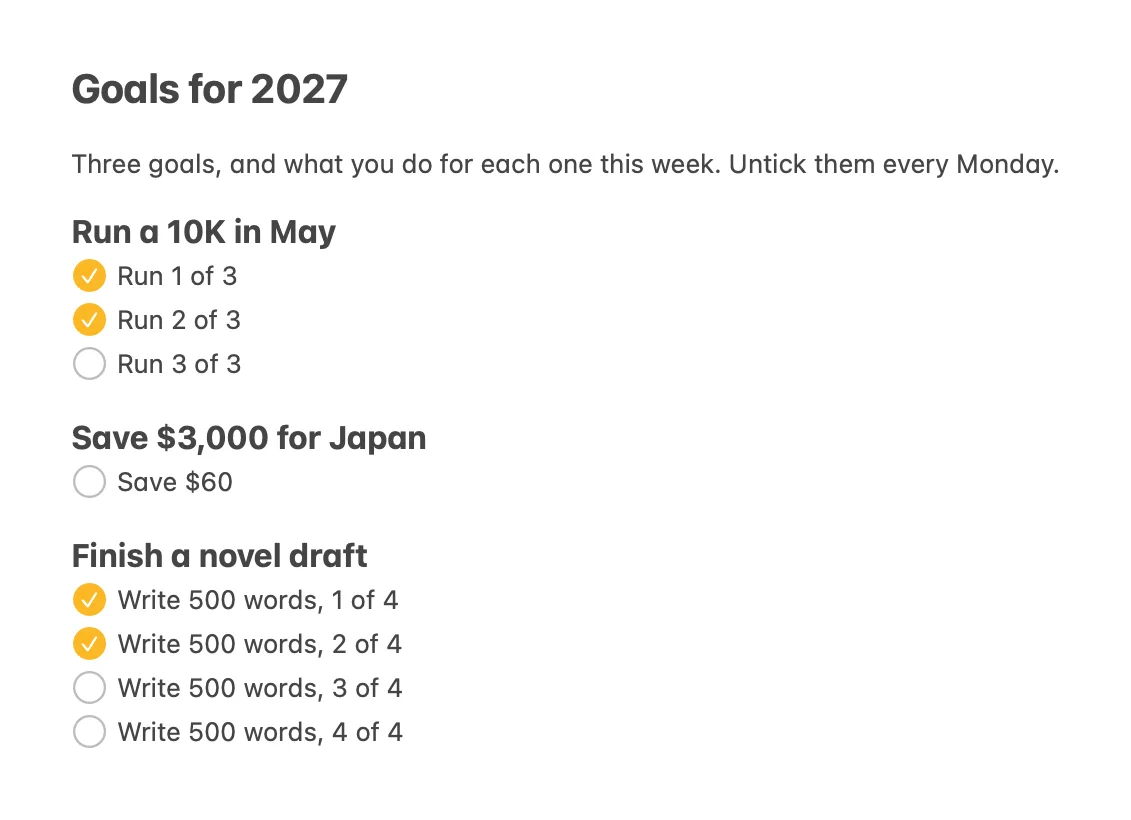 Goals for 2027
Three goals, and what you do for each one this week. Untick them every Monday.
Run a 10K in May
Run 1 of 3
Run 2 of 3
Run 3 of 3
Save $3,000 for Japan
Save $60
Finish a novel draft
Write 500 words, 1 of 4
Write 500 words, 2 of 4
Write 500 words, 3 of 4
Write 500 words, 4 of 4